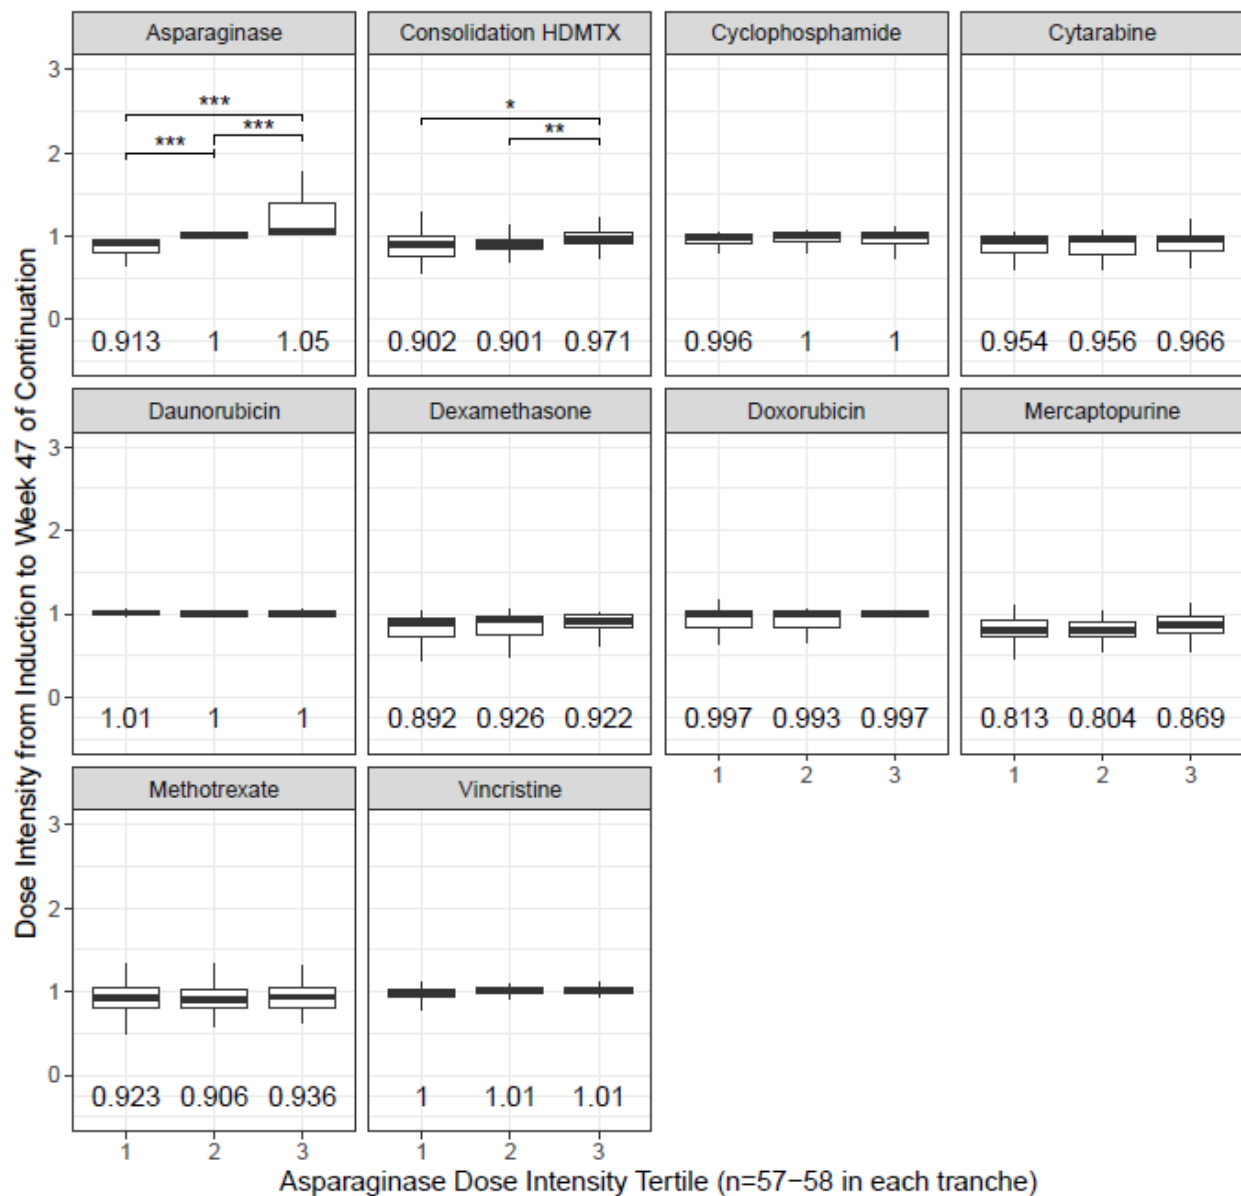 Asparaginase
Consolidation HDMTX
Cyclophosphamide
Cytarabine
3
2
1
0
***
***
***
*
**
0.913 1 1.05
0.902 0.901 0.971
0.996 1 1
0.954 0.956 0.966
Daunorubicin
Dexamethasone
Doxorubicin
Mercaptopurine
3
2
1
0
1.01 1 1
0.892 0.926 0.922
0.997 0.993 0.997
0.813 0.804 0.869
1 2 3
1 2 3
Methotrexate
Vincristine
3
2
1
0
0.923 0.906 0.936
1 1.01 1.01
1 2 3
1 2 3
Dose Intensity from Induction to Week 47 of Continuation
Asparaginase Dose Intensity Tertile (n=57−58 in each tranche)